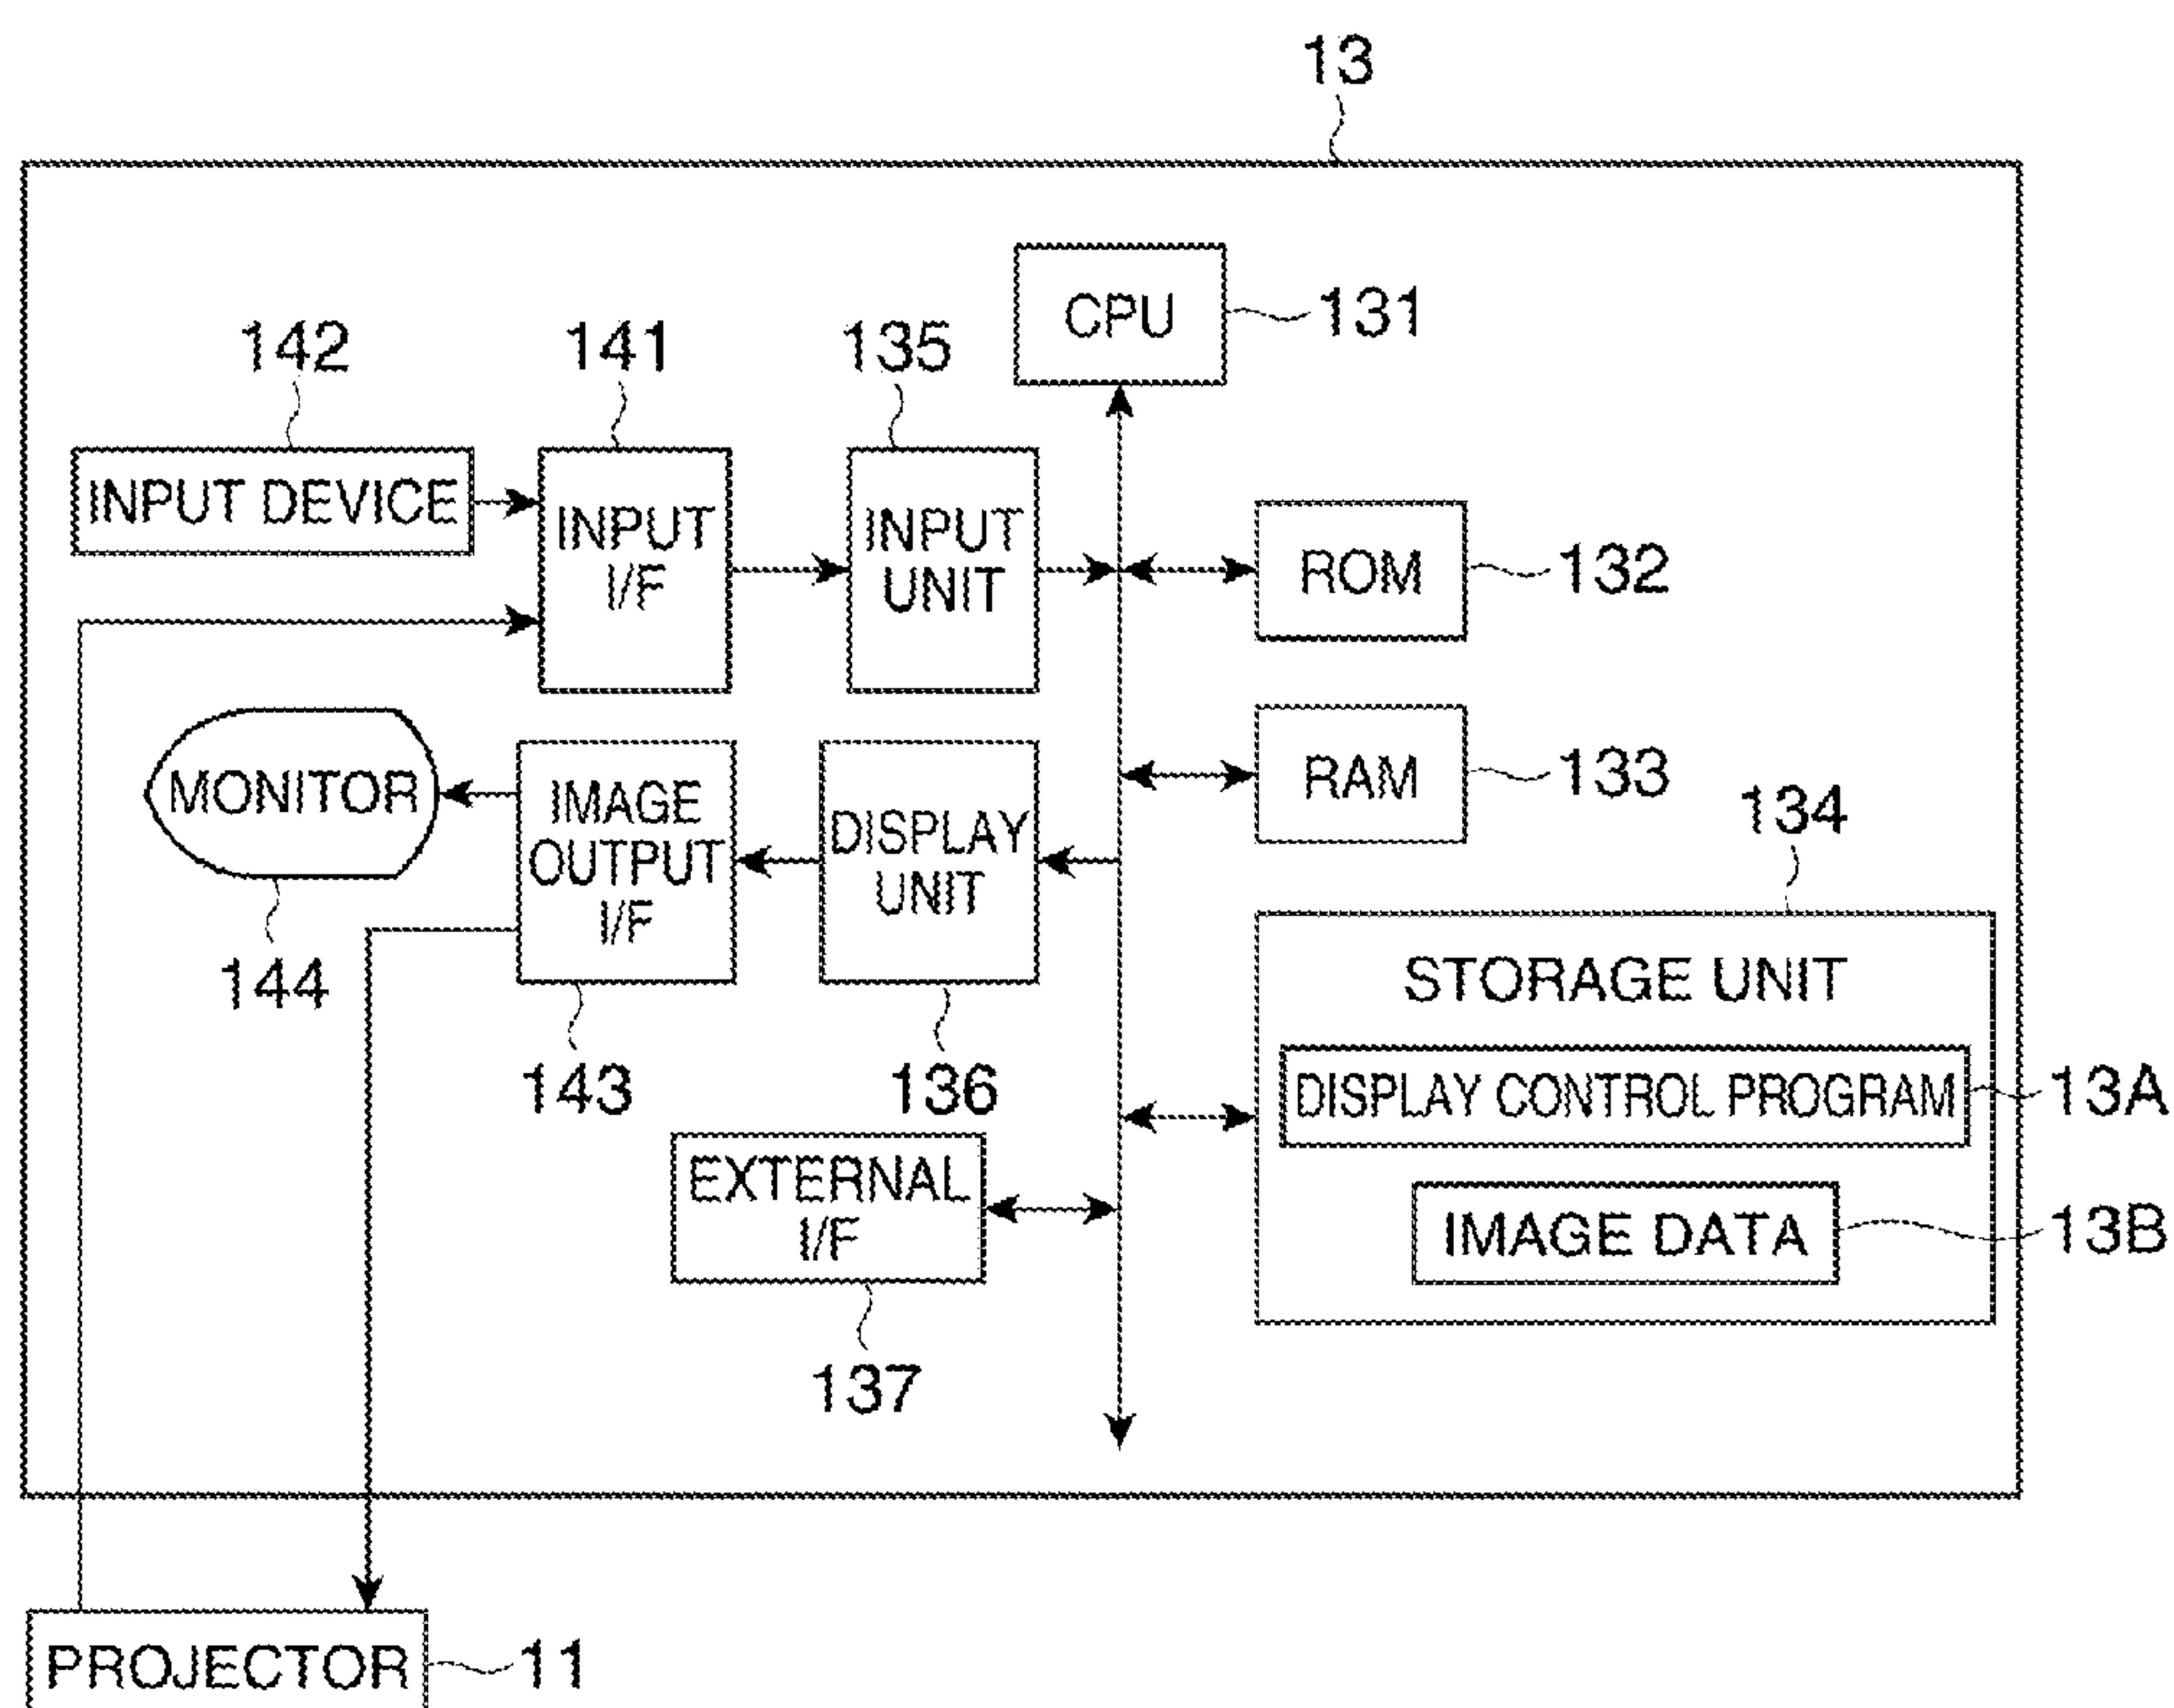 13
CPU
131
142
141
135
INPUT DEVICE
INPUT
I/F
INPUT
UNIT
ROM
132
RAM
133
MONITOR
144
IMAGE
OUTPUT
I/F
143
DISPLAY
UNIT
136
134
STORAGE UNIT
DISPLAY CONTROL PROGRAM
13A
IMAGE DATA
13B
EXTERNAL
I/F
137
PROJECTOR
11